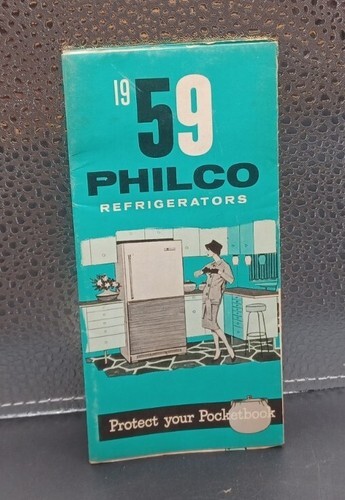 1959
PHILCO
REFRIGERATORS
Protect your Pocketbook